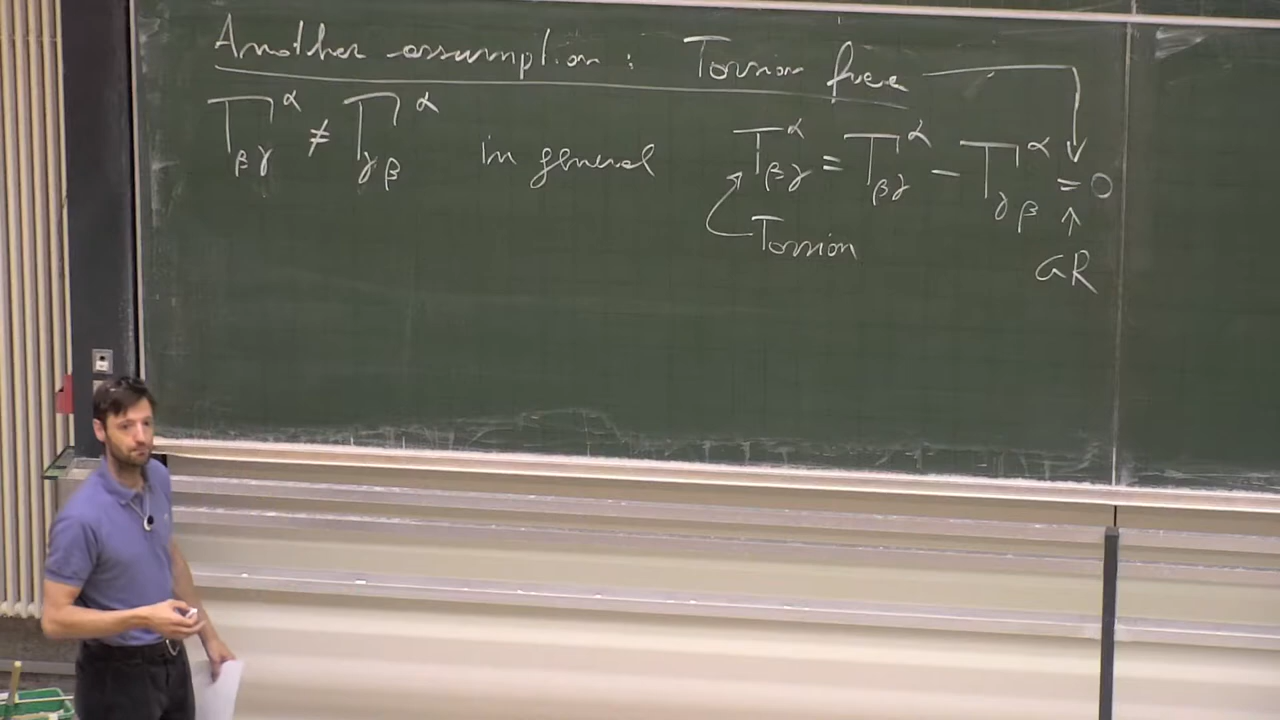 Another assumption : Torsion free
Γ^α_βγ ≠ Γ^α_γβ in general T^α_βγ = Γ^α_βγ − Γ^α_γβ = 0
Torsion
GR